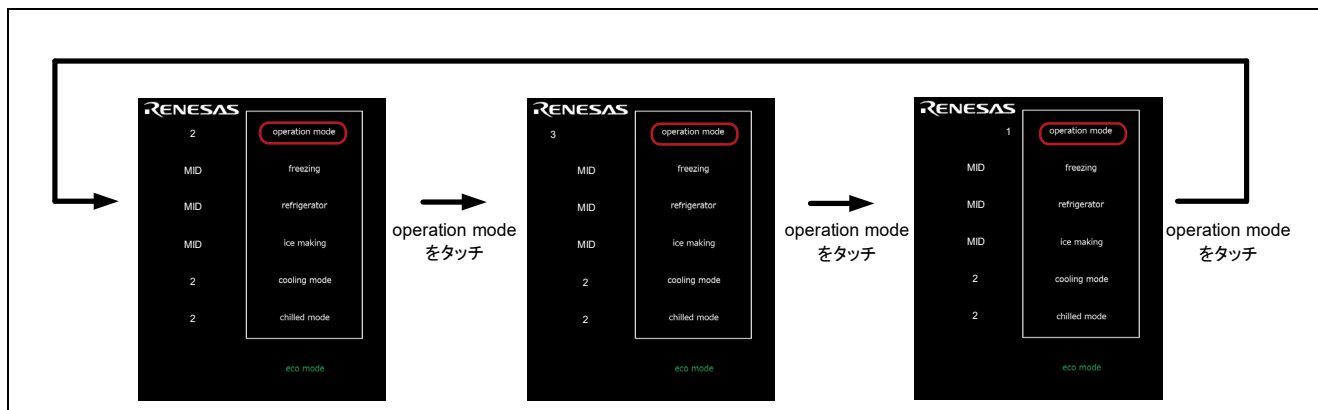 RENESAS
2 operation mode
MID freezing
MID refrigerator
MID ice making
2 cooling mode
2 chilled mode
eco mode
operation mode
をタッチ
RENESAS
3 operation mode
MID freezing
MID refrigerator
MID ice making
2 cooling mode
2 chilled mode
eco mode
operation mode
をタッチ
RENESAS
1 operation mode
MID freezing
MID refrigerator
MID ice making
2 cooling mode
2 chilled mode
eco mode
operation mode
をタッチ